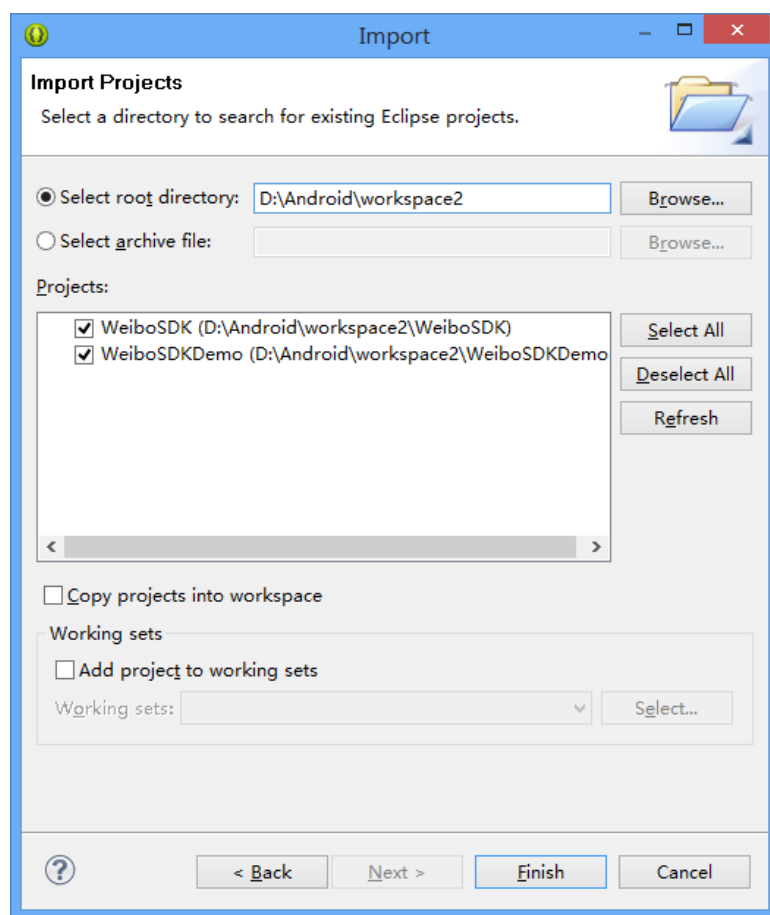 Import
Import Projects
Select a directory to search for existing Eclipse projects.
Select root directory: D:\Android\workspace2 Browse...
Select archive file: Browse...
Projects:
WeiboSDK (D:\Android\workspace2\WeiboSDK)
WeiboSDKDemo (D:\Android\workspace2\WeiboSDKDemo
Select All
Deselect All
Refresh
Copy projects into workspace
Working sets
Add project to working sets
Working sets: Select...
? < Back Next > Finish Cancel